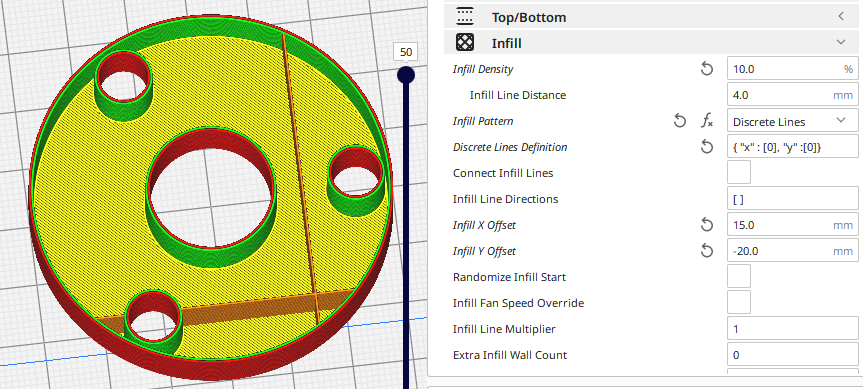 Top/Bottom
Infill
50
Infill Density 10.0 %
Infill Line Distance 4.0 mm
Infill Pattern Discrete Lines
Discrete Lines Definition { "x" : [0], "y" :[0]}
Connect Infill Lines
Infill Line Directions [ ]
Infill X Offset 15.0 mm
Infill Y Offset -20.0 mm
Randomize Infill Start
Infill Fan Speed Override
Infill Line Multiplier 1
Extra Infill Wall Count 0